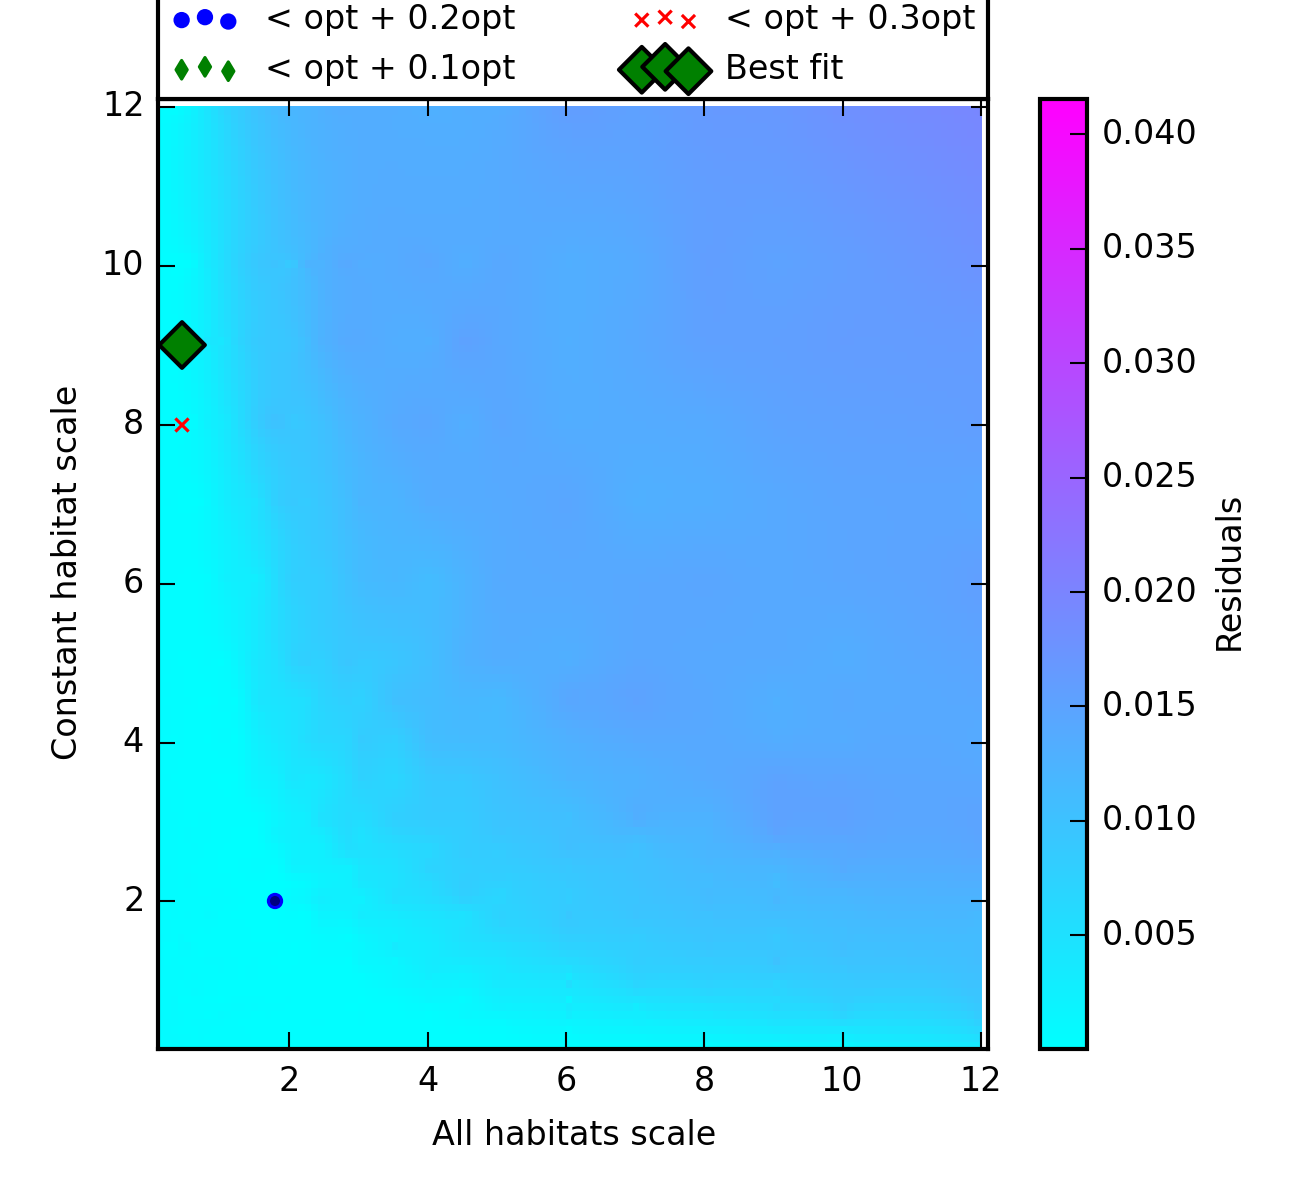 < opt + 0.2opt
< opt + 0.3opt
< opt + 0.1opt
Best fit
12
10
8
6
4
2
Constant habitat scale
2 4 6 8 10 12
All habitats scale
0.040
0.035
0.030
0.025
0.020
0.015
0.010
0.005
Residuals